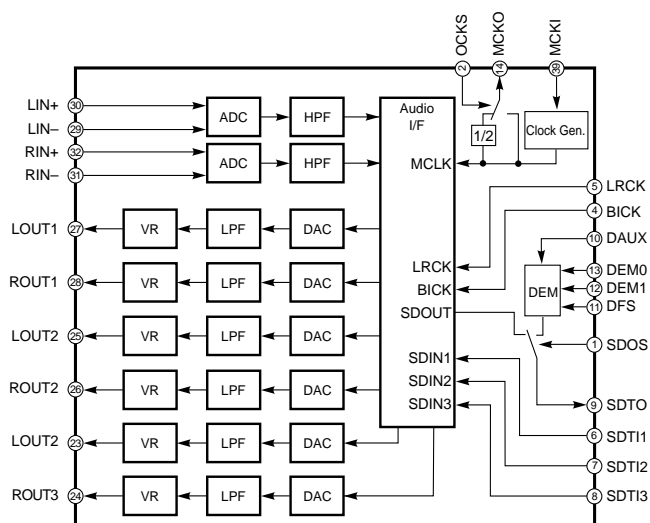 OCKS MCKO MCKI
2 14 39
LIN+ 30
LIN– 29
RIN+ 32
RIN– 31
ADC HPF
ADC HPF
Audio
I/F
1/2
Clock Gen.
MCLK
5 LRCK
4 BICK
10 DAUX
13 DEM0
12 DEM1
11 DFS
DEM
1 SDOS
9 SDTO
6 SDTI1
7 SDTI2
8 SDTI3
LRCK
BICK
SDOUT
SDIN1
SDIN2
SDIN3
LOUT1 27 VR LPF DAC
ROUT1 28 VR LPF DAC
LOUT2 25 VR LPF DAC
ROUT2 26 VR LPF DAC
LOUT2 23 VR LPF DAC
ROUT3 24 VR LPF DAC